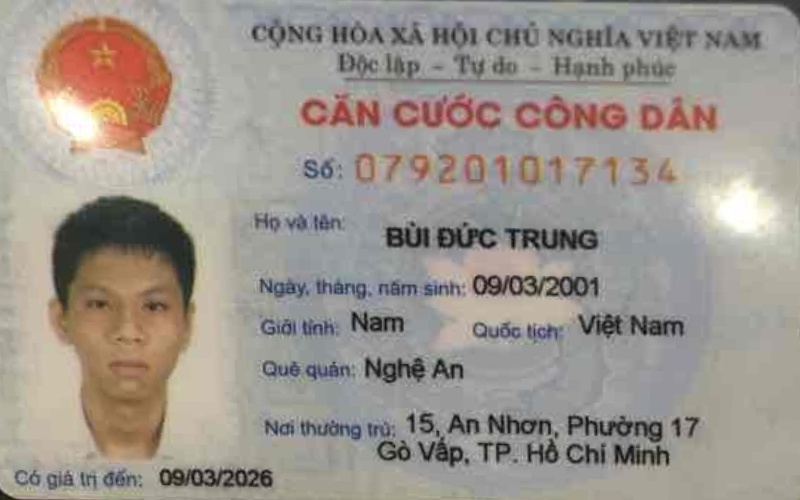 CỘNG HÒA XÃ HỘI CHỦ NGHĨA VIỆT NAM
Độc lập - Tự do - Hạnh phúc
CĂN CƯỚC CÔNG DÂN
Số: 079201017134
Họ và tên: BÙI ĐỨC TRUNG
Ngày, tháng, năm sinh: 09/03/2001
Giới tính: Nam Quốc tịch: Việt Nam
Quê quán: Nghệ An
Nơi thường trú: 15, An Nhơn, Phường 17
Gò Vấp, TP. Hồ Chí Minh
Có giá trị đến: 09/03/2026